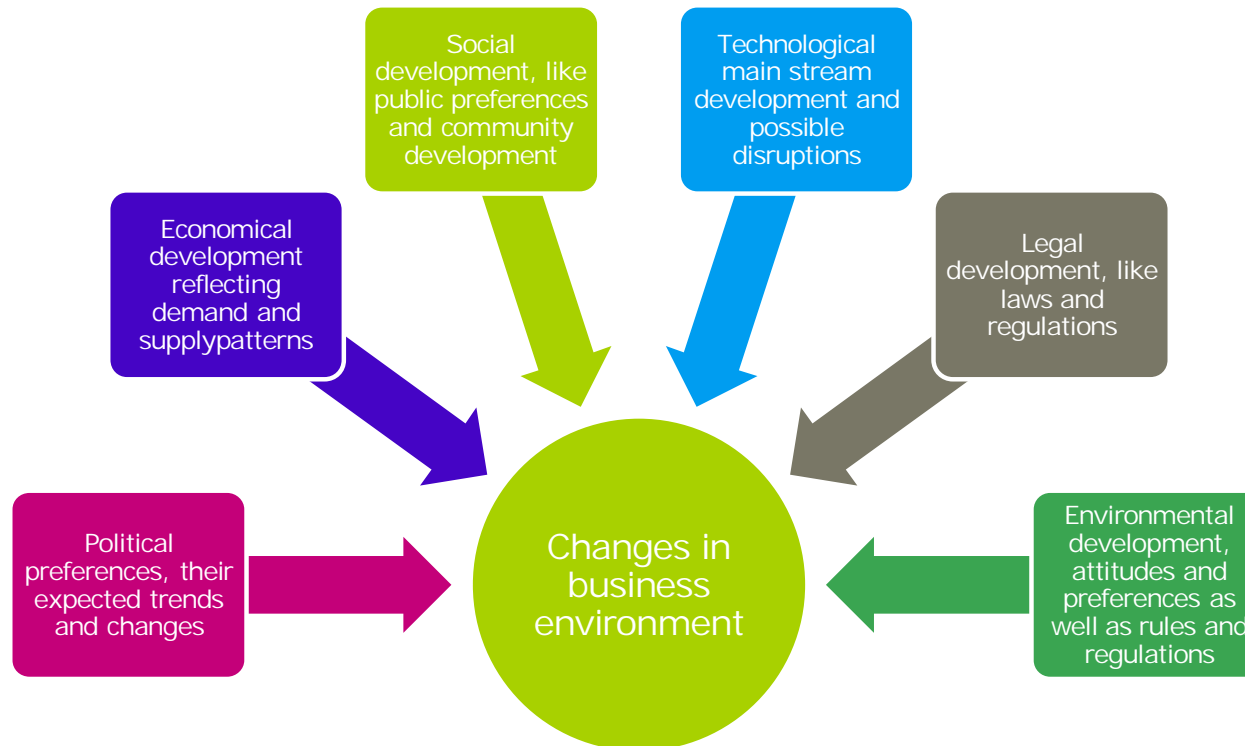 Social
development, like
public preferences
and community
development
Technological
main stream
development and
possible
disruptions
Economical
development
reflecting
demand and
supplypatterns
Legal
development, like
laws and
regulations
Political
preferences, their
expected trends
and changes
Changes in
business
environment
Environmental
development,
attitudes and
preferences as
well as rules and
regulations